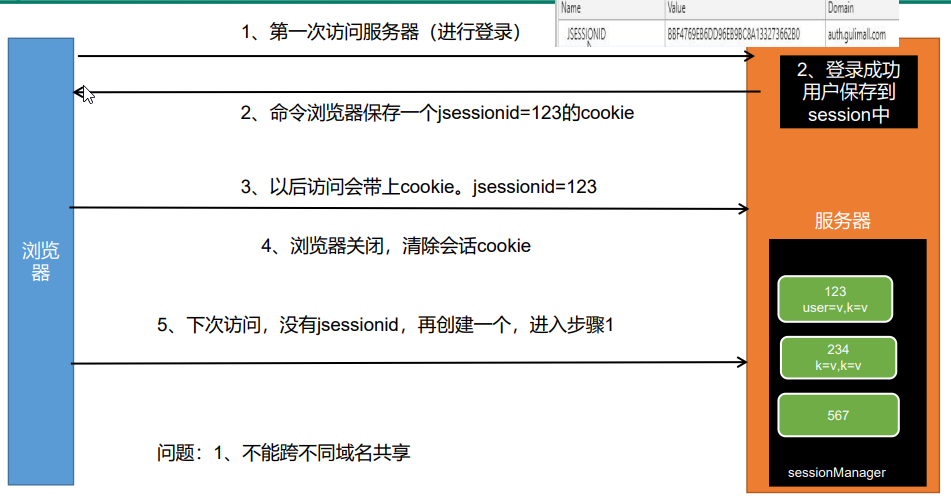 Name Value Domain
JSESSIONID BBF4769EB6DD96EB9BC8A133273662B0 auth.gulimall.com
1、第一次访问服务器（进行登录）
2、登录成功
用户保存到
session中
2、命令浏览器保存一个jsessionid=123的cookie
3、以后访问会带上cookie。jsessionid=123
服务器
浏览
器
4、浏览器关闭，清除会话cookie
123
user=v,k=v
5、下次访问，没有jsessionid，再创建一个，进入步骤1
234
k=v,k=v
567
问题：1、不能跨不同域名共享
sessionManager